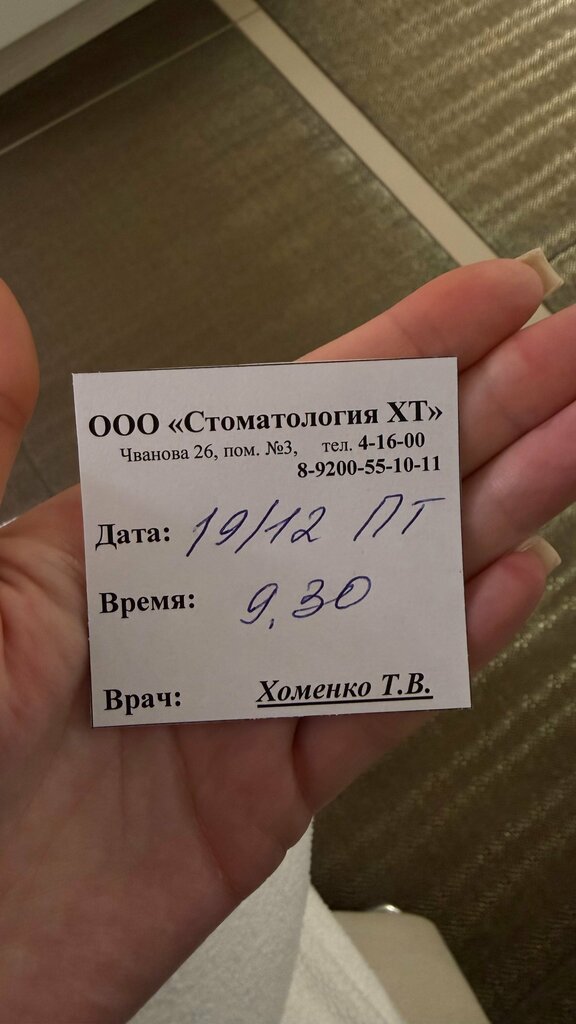 ООО «Стоматология ХТ»
Чванова 26, пом. №3, тел. 4-16-00
8-9200-55-10-11
Дата: 19/12 ПТ
Время: 9,30
Врач: Хоменко Т.В.